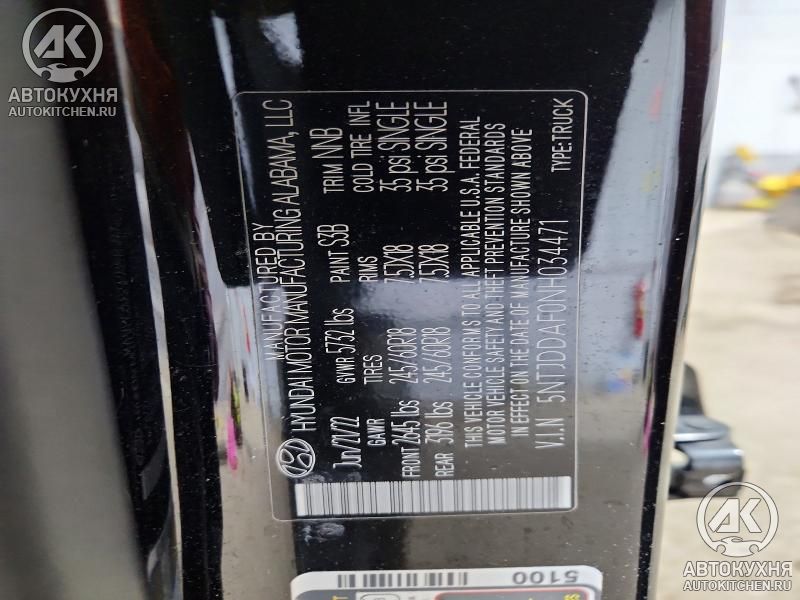 АВТОКУХНЯ
AUTOKITCHEN.RU
MANUFACTURED BY
HYUNDAI MOTOR MANUFACTURING ALABAMA, LLC
Jun/21/22 GVWR 5732 lbs PAINT S3B TRIM NNB
GAWR TIRES RIMS COLD TIRE INFL
FRONT 2645 lbs 245/60R18 7.5JX18 35 psi SINGLE
REAR 3196 lbs 245/60R18 7.5JX18 35 psi SINGLE
THIS VEHICLE CONFORMS TO ALL APPLICABLE U.S.A. FEDERAL
MOTOR VEHICLE SAFETY AND THEFT PREVENTION STANDARDS
IN EFFECT ON THE DATE OF MANUFACTURE SHOWN ABOVE
V.I.N 5NTJDDAF0NH034471 TYPE:TRUCK
5100
АВТОКУХНЯ
AUTOKITCHEN.RU